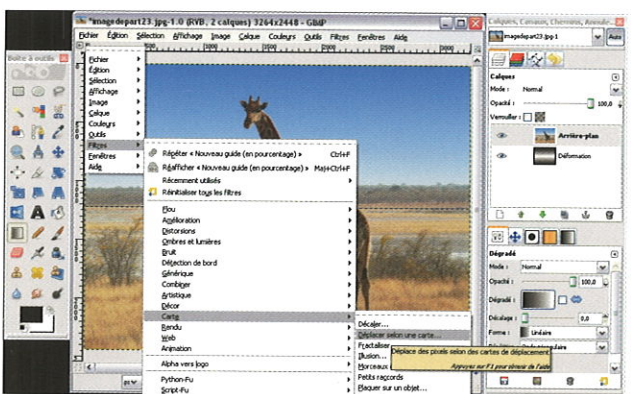 *imagedepart23.jpg-1.0 (RVB, 2 calques) 3264x2448 – GIMP
Fichier Édition Sélection Affichage Image Calque Couleurs Outils Filtres Fenêtres Aide
Boîte à outils
Fichier
Édition
Sélection
Affichage
Image
Calque
Couleurs
Outils
Filtres
Fenêtres
Aide
Répéter « Nouveau guide (en pourcentage) » Ctrl+F
Réafficher « Nouveau guide (en pourcentage) » Maj+Ctrl+F
Récemment utilisés
Réinitialiser tous les filtres
Flou
Amélioration
Distorsions
Ombres et lumières
Bruit
Détection de bord
Générique
Combiner
Artistique
Décor
Carte
Rendu
Web
Animation
Alpha vers logo
Python-Fu
Script-Fu
Décaler...
Déplacer selon une carte...
Fractaliser
Illusion...
Morceaux
Petits raccords
Plaquer sur un objet...
Déplace des pixels selon des cartes de déplacement
Appuyez sur F1 pour obtenir de l'aide
px
Calques, Canaux, Chemins, Annule...
imagedepart23.jpg-1 Auto
Calques
Mode : Normal
Opacité : 100,0
Verrouiller :
Arrière-plan
Déformation
Dégradé
Mode : Normal
Opacité : 100,0
Dégradé :
Décalage : 0,0
Forme : Linéaire